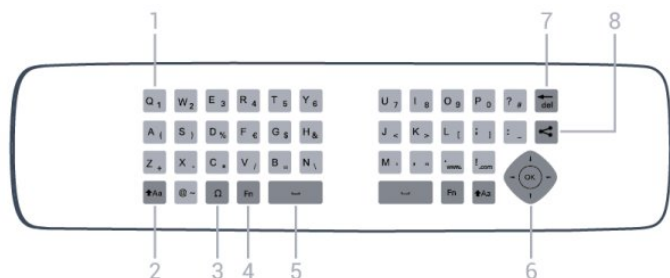 1 7 8
Q 1 W 2 E 3 R 4 T 5 Y 6 U 7 I 8 O 9 P 0 ? # del
A ( S ) D % F € G $ H & J < K > L [ : _
Z + X - C * V / B N \ M www. ! .com
Aa @ ~ Ω Fn Fn Aa OK
2 3 4 5 6